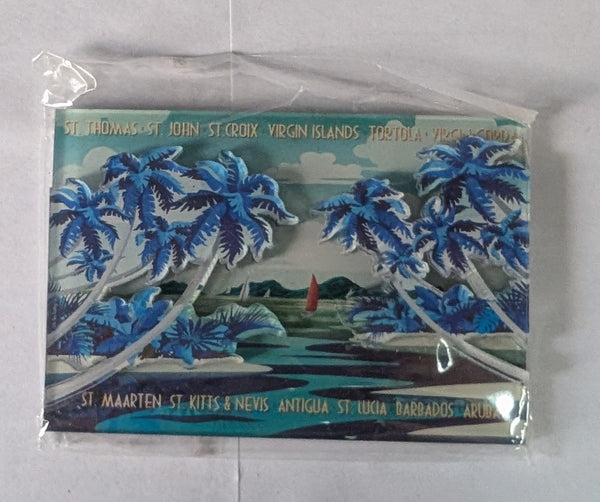 ST. THOMAS · ST. JOHN ST. CROIX VIRGIN ISLANDS TORTOLA · VIRGIN GORDA
ST. MAARTEN ST. KITTS & NEVIS ANTIGUA ST. LUCIA BARBADOS ARUBA